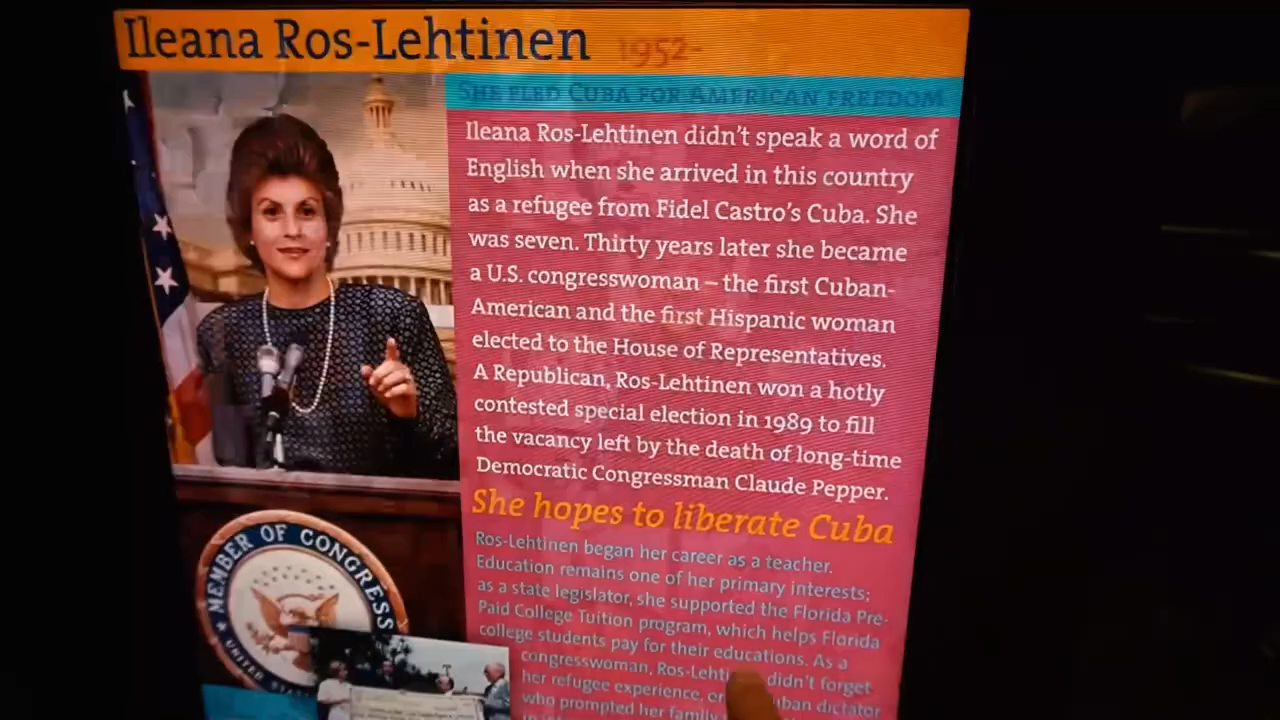 Ileana Ros-Lehtinen 1952-
SHE FLED CUBA FOR AMERICAN FREEDOM
Ileana Ros-Lehtinen didn't speak a word of
English when she arrived in this country
as a refugee from Fidel Castro's Cuba. She
was seven. Thirty years later she became
a U.S. congresswoman – the first Cuban-
American and the first Hispanic woman
elected to the House of Representatives.
A Republican, Ros-Lehtinen won a hotly
contested special election in 1989 to fill
the vacancy left by the death of long-time
Democratic Congressman Claude Pepper.
She hopes to liberate Cuba
Ros-Lehtinen began her career as a teacher.
Education remains one of her primary interests;
as a state legislator, she supported the Florida Pre-
Paid College Tuition program, which helps Florida
college students pay for their educations. As a
congresswoman, didn't forget
her refugee experience, dictator
who prompted her family
MEMBER OF CONGRESS
UNITED